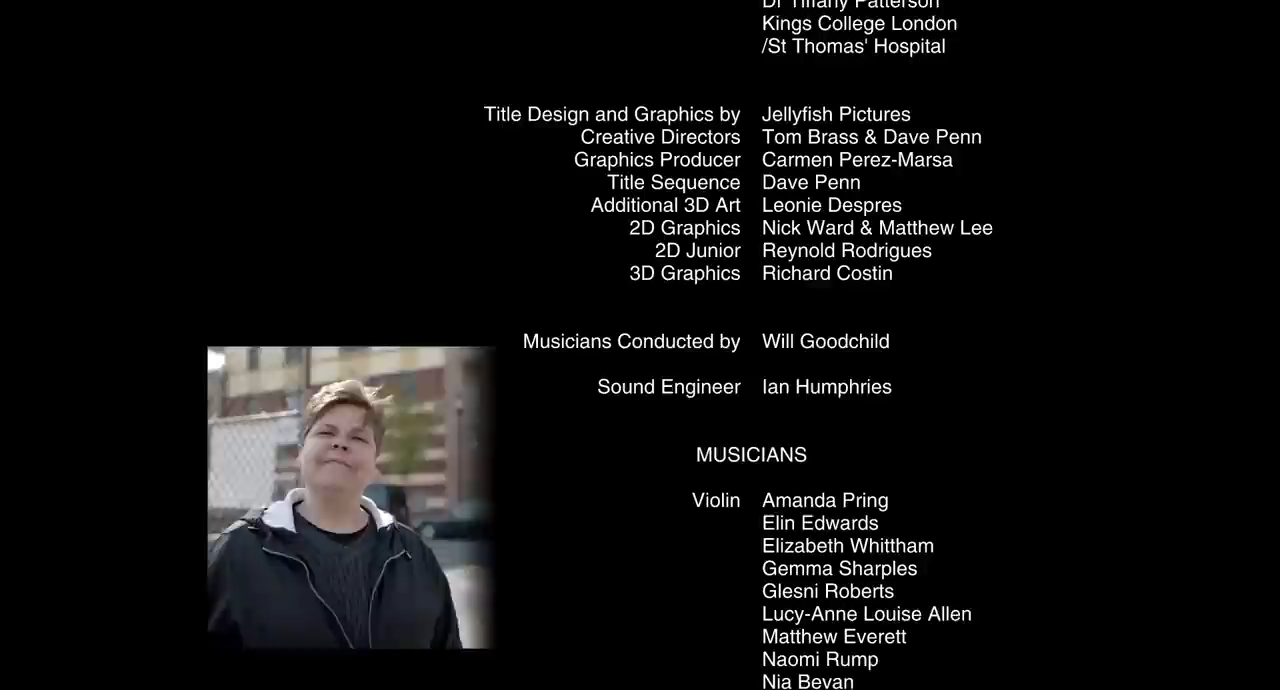 Dr Tiffany Patterson
Kings College London
/St Thomas' Hospital
Title Design and Graphics by Jellyfish Pictures
Creative Directors Tom Brass & Dave Penn
Graphics Producer Carmen Perez-Marsa
Title Sequence Dave Penn
Additional 3D Art Leonie Despres
2D Graphics Nick Ward & Matthew Lee
2D Junior Reynold Rodrigues
3D Graphics Richard Costin
Musicians Conducted by Will Goodchild
Sound Engineer Ian Humphries
MUSICIANS
Violin Amanda Pring
Elin Edwards
Elizabeth Whittham
Gemma Sharples
Glesni Roberts
Lucy-Anne Louise Allen
Matthew Everett
Naomi Rump
Nia Bevan